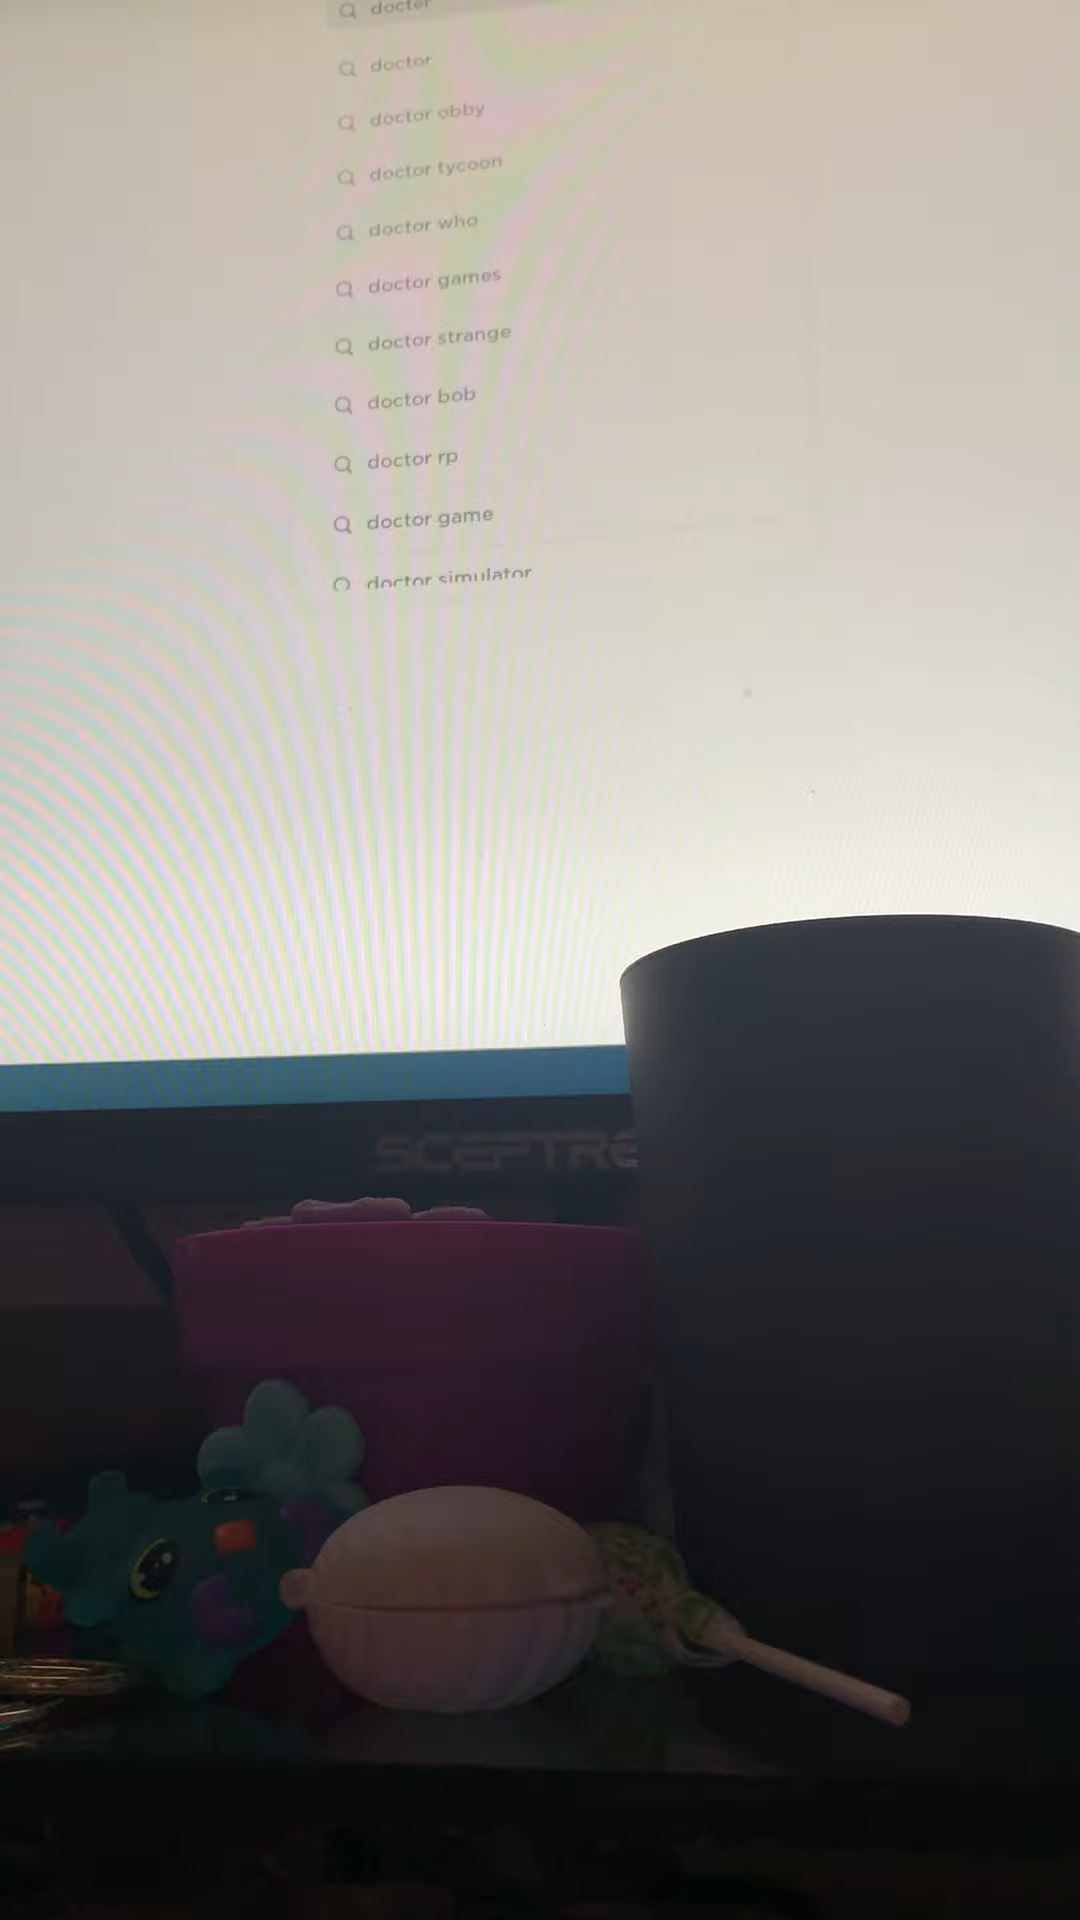 docter
doctor
doctor obby
doctor tycoon
doctor who
doctor games
doctor strange
doctor bob
doctor rp
doctor game
doctor simulator
SCEPTRE